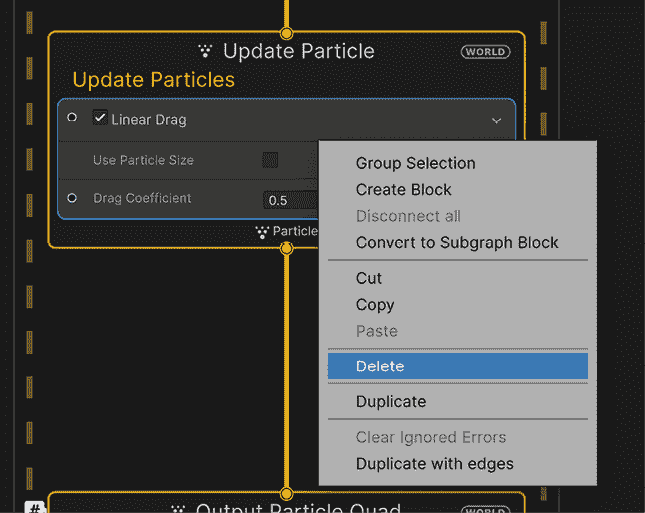 Update Particle
WORLD
Update Particles
Linear Drag
Use Particle Size
Drag Coefficient
0.5
Particle
Group Selection
Create Block
Disconnect all
Convert to Subgraph Block
Cut
Copy
Paste
Delete
Duplicate
Clear Ignored Errors
Duplicate with edges
#
Output Particle Quad
WORLD